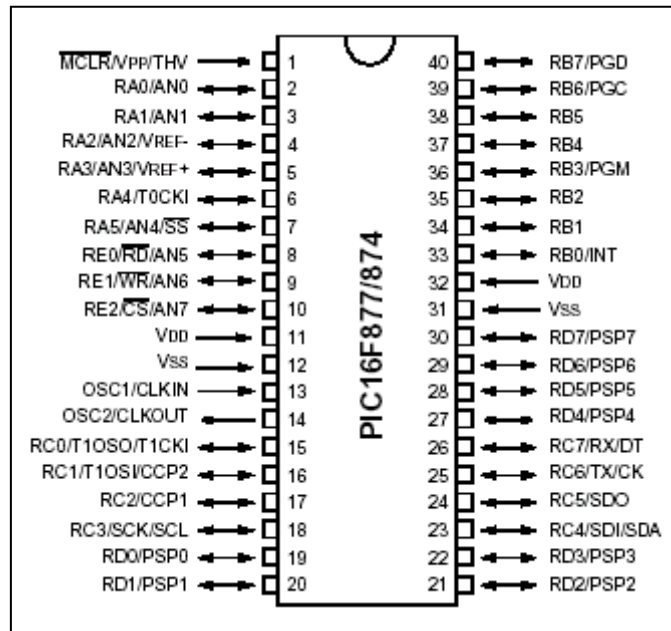 MCLR/VPP/THV 1 40 RB7/PGD
RA0/AN0 2 39 RB6/PGC
RA1/AN1 3 38 RB5
RA2/AN2/VREF- 4 37 RB4
RA3/AN3/VREF+ 5 36 RB3/PGM
RA4/T0CKI 6 35 RB2
RA5/AN4/SS 7 34 RB1
RE0/RD/AN5 8 33 RB0/INT
RE1/WR/AN6 9 32 VDD
RE2/CS/AN7 10 31 VSS
VDD 11 30 RD7/PSP7
VSS 12 29 RD6/PSP6
OSC1/CLKIN 13 28 RD5/PSP5
OSC2/CLKOUT 14 27 RD4/PSP4
RC0/T1OSO/T1CKI 15 26 RC7/RX/DT
RC1/T1OSI/CCP2 16 25 RC6/TX/CK
RC2/CCP1 17 24 RC5/SDO
RC3/SCK/SCL 18 23 RC4/SDI/SDA
RD0/PSP0 19 22 RD3/PSP3
RD1/PSP1 20 21 RD2/PSP2
PIC16F877/874